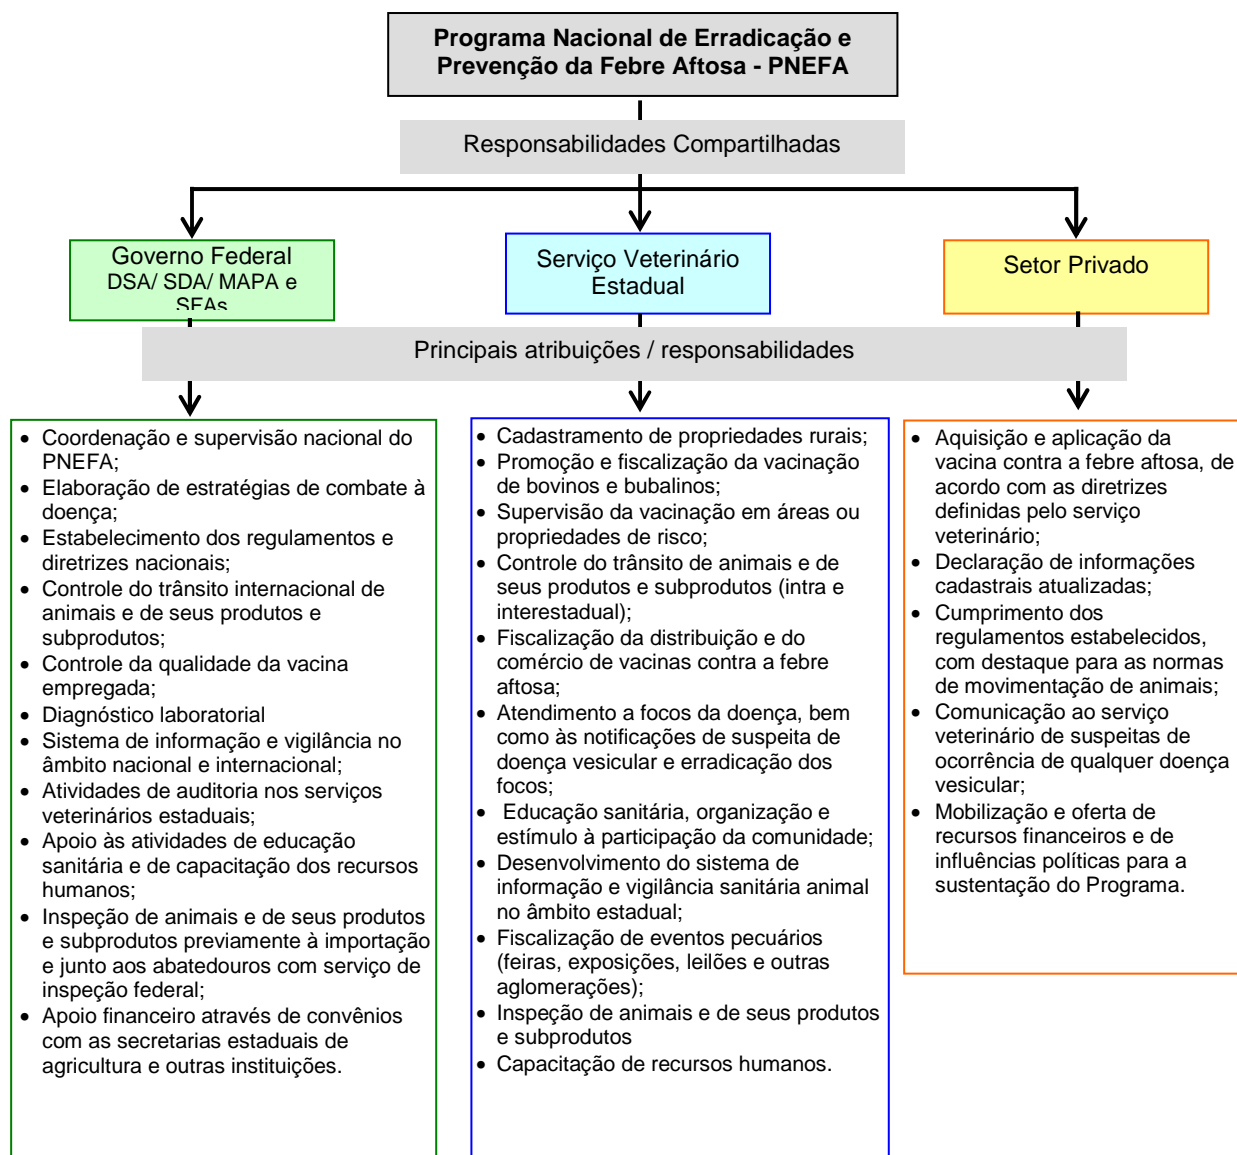 Programa Nacional de Erradicação e
Prevenção da Febre Aftosa - PNEFA
Responsabilidades Compartilhadas
Governo Federal
DSA/ SDA/ MAPA e
SFAs
Serviço Veterinário
Estadual
Setor Privado
Principais atribuições / responsabilidades
• Coordenação e supervisão nacional do
PNEFA;
• Elaboração de estratégias de combate à
doença;
• Estabelecimento dos regulamentos e
diretrizes nacionais;
• Controle do trânsito internacional de
animais e de seus produtos e
subprodutos;
• Controle da qualidade da vacina
empregada;
• Diagnóstico laboratorial
• Sistema de informação e vigilância no
âmbito nacional e internacional;
• Atividades de auditoria nos serviços
veterinários estaduais;
• Apoio às atividades de educação
sanitária e de capacitação dos recursos
humanos;
• Inspeção de animais e de seus produtos
e subprodutos previamente à importação
e junto aos abatedouros com serviço de
inspeção federal;
• Apoio financeiro através de convênios
com as secretarias estaduais de
agricultura e outras instituições.
• Cadastramento de propriedades rurais;
• Promoção e fiscalização da vacinação
de bovinos e bubalinos;
• Supervisão da vacinação em áreas ou
propriedades de risco;
• Controle do trânsito de animais e de
seus produtos e subprodutos (intra e
interestadual);
• Fiscalização da distribuição e do
comércio de vacinas contra a febre
aftosa;
• Atendimento a focos da doença, bem
como às notificações de suspeita de
doença vesicular e erradicação dos
focos;
• Educação sanitária, organização e
estímulo à participação da comunidade;
• Desenvolvimento do sistema de
informação e vigilância sanitária animal
no âmbito estadual;
• Fiscalização de eventos pecuários
(feiras, exposições, leilões e outras
aglomerações);
• Inspeção de animais e de seus produtos
e subprodutos
• Capacitação de recursos humanos.
• Aquisição e aplicação da
vacina contra a febre aftosa, de
acordo com as diretrizes
definidas pelo serviço
veterinário;
• Declaração de informações
cadastrais atualizadas;
• Cumprimento dos
regulamentos estabelecidos,
com destaque para as normas
de movimentação de animais;
• Comunicação ao serviço
veterinário de suspeitas de
ocorrência de qualquer doença
vesicular;
• Mobilização e oferta de
recursos financeiros e de
influências políticas para a
sustentação do Programa.